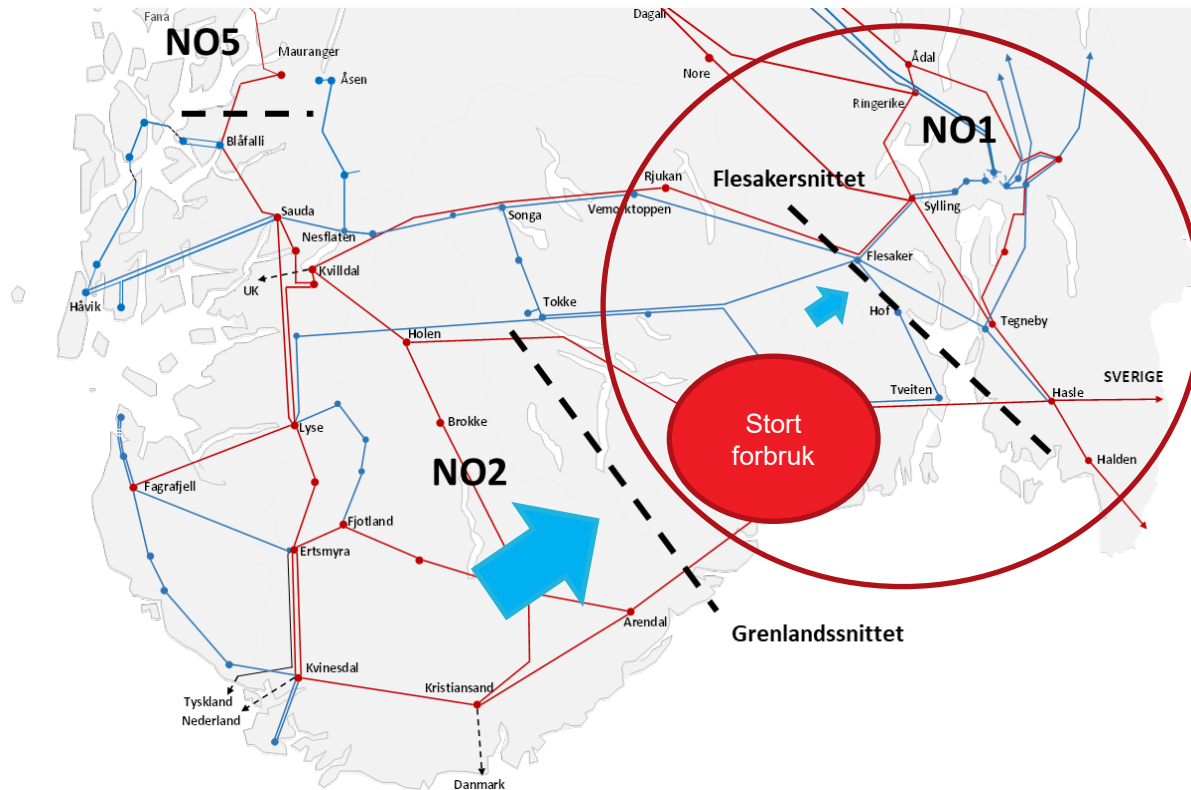 Fana
NO5
Mauranger
Åsen
Blåfalli
Dagali
Nore
Ådal
Ringerike
NO1
Rjukan
Flesakersnittet
Vemorktoppen
Sylling
Sauda
Songa
Nesflaten
Kvilldal
UK
Håvik
Flesaker
Tokke
Hof
Holen
Tegneby
SVERIGE
Tveiten
Hasle
Stort
forbruk
Brokke
Lyse
NO2
Halden
Fagrafjell
Fjotland
Ertsmyra
Arendal
Grenlandssnittet
Kvinesdal
Kristiansand
Tyskland
Nederland
Danmark